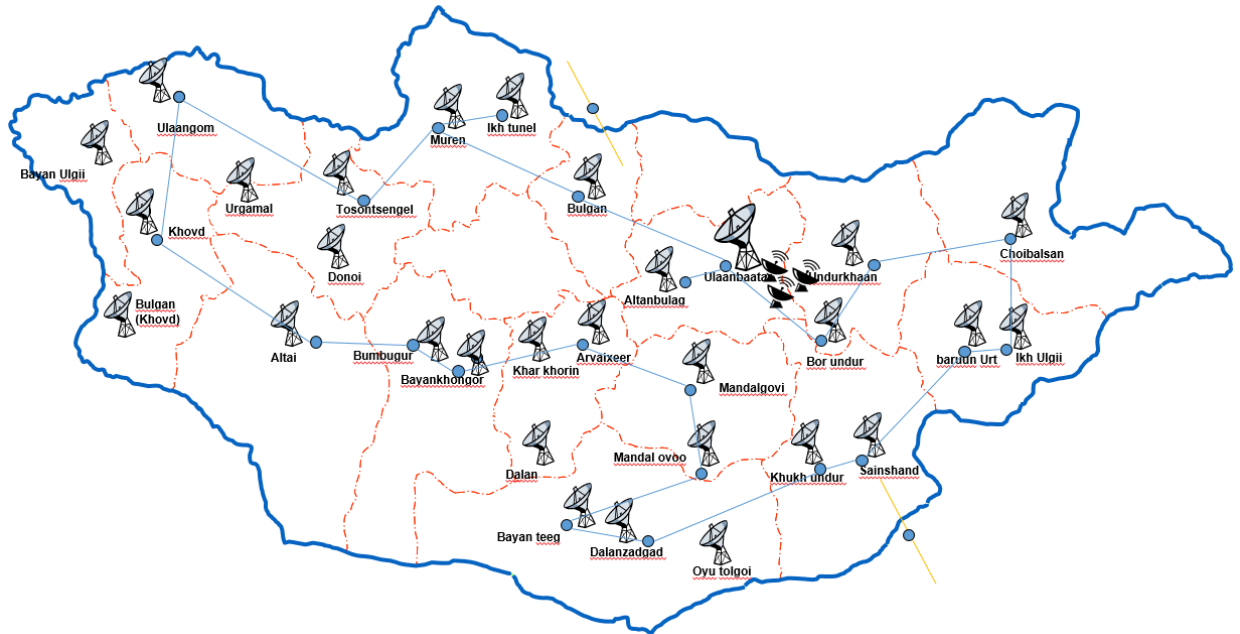 Ulaangom
Ikh tunel
Muren
Bayan Ulgii
Urgamal
Tosontsengel
Bulgan
Khovd
Donoi
Ulaanbaatar
Undurkhaan
Choibalsan
Altanbulag
Bulgan
(Khovd)
Altai
Bumbugur
Bayankhongor
Khar khorin
Arvaixeer
Bor undur
barudn Urt
Ikh Ulgii
Mandalgovi
Dalan
Mandal ovoo
Khukh undur
Sainshand
Bayan teeg
Dalanzadgad
Oyu tolgoi